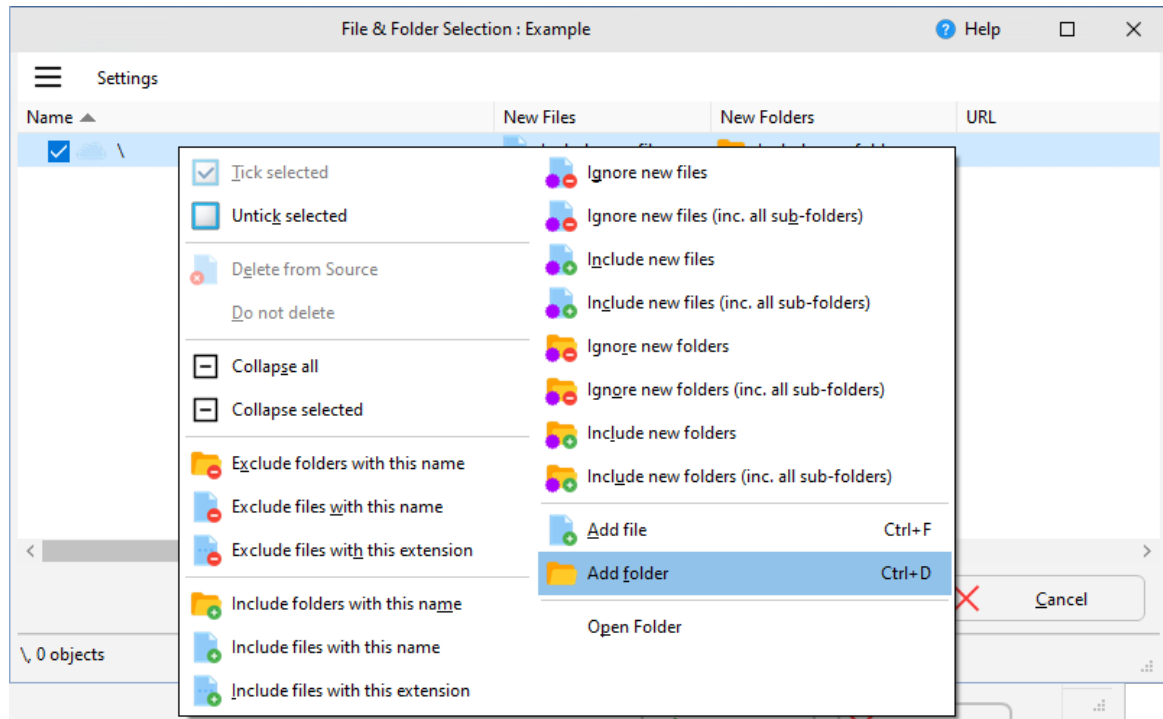 File & Folder Selection : Example
Help
Settings
Name
New Files
New Folders
URL
\
Tick selected
Untick selected
Delete from Source
Do not delete
Collapse all
Collapse selected
Exclude folders with this name
Exclude files with this name
Exclude files with this extension
Include folders with this name
Include files with this name
Include files with this extension
Ignore new files
Ignore new files (inc. all sub-folders)
Include new files
Include new files (inc. all sub-folders)
Ignore new folders
Ignore new folders (inc. all sub-folders)
Include new folders
Include new folders (inc. all sub-folders)
Add file Ctrl+F
Add folder Ctrl+D
Open Folder
Cancel
\, 0 objects